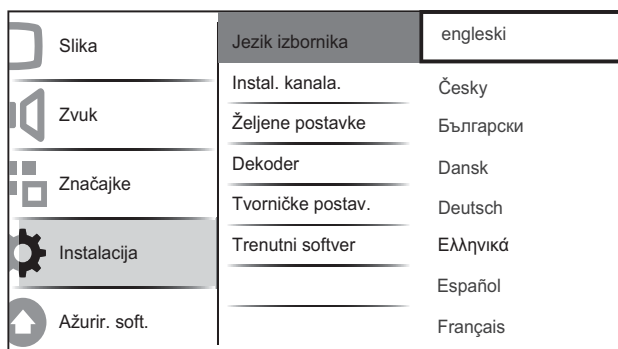 Slika
Zvuk
Značajke
Instalacija
Ažurir. soft.
Jezik izbornika
Instal. kanala.
Željene postavke
Dekoder
Tvorničke postav.
Trenutni softver
engleski
Česky
Български
Dansk
Deutsch
Ελληνικά
Español
Français